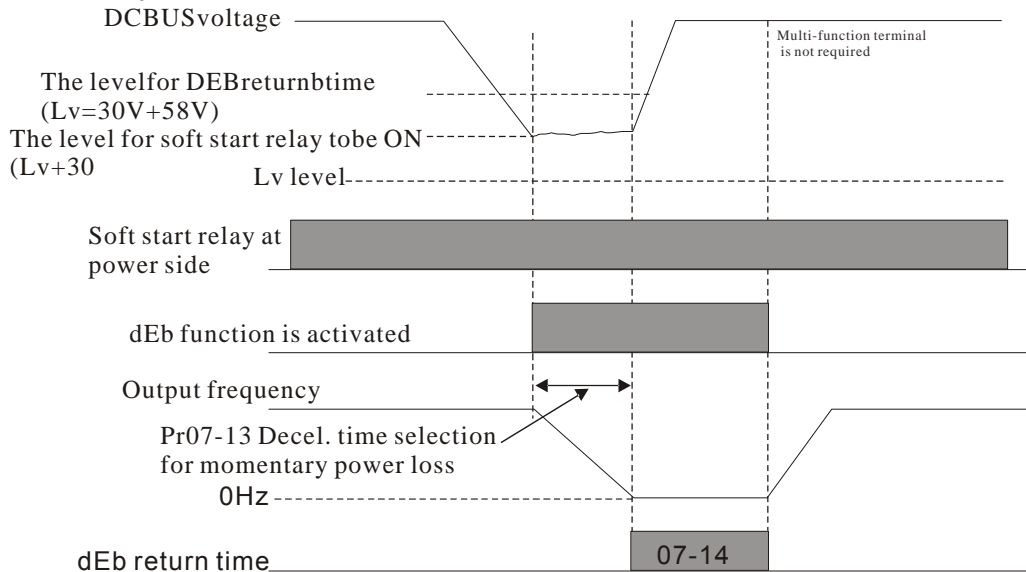 DCBUSvoltage
Multi-function terminal
is not required
The levelfor DEBreturnbtime
(Lv=30V+58V)
The level for soft start relay tobe ON
(Lv+30
Lv level
Soft start relay at
power side
dEb function is activated
Output frequency
Pr07-13 Decel. time selection
for momentary power loss
0Hz
dEb return time
07-14